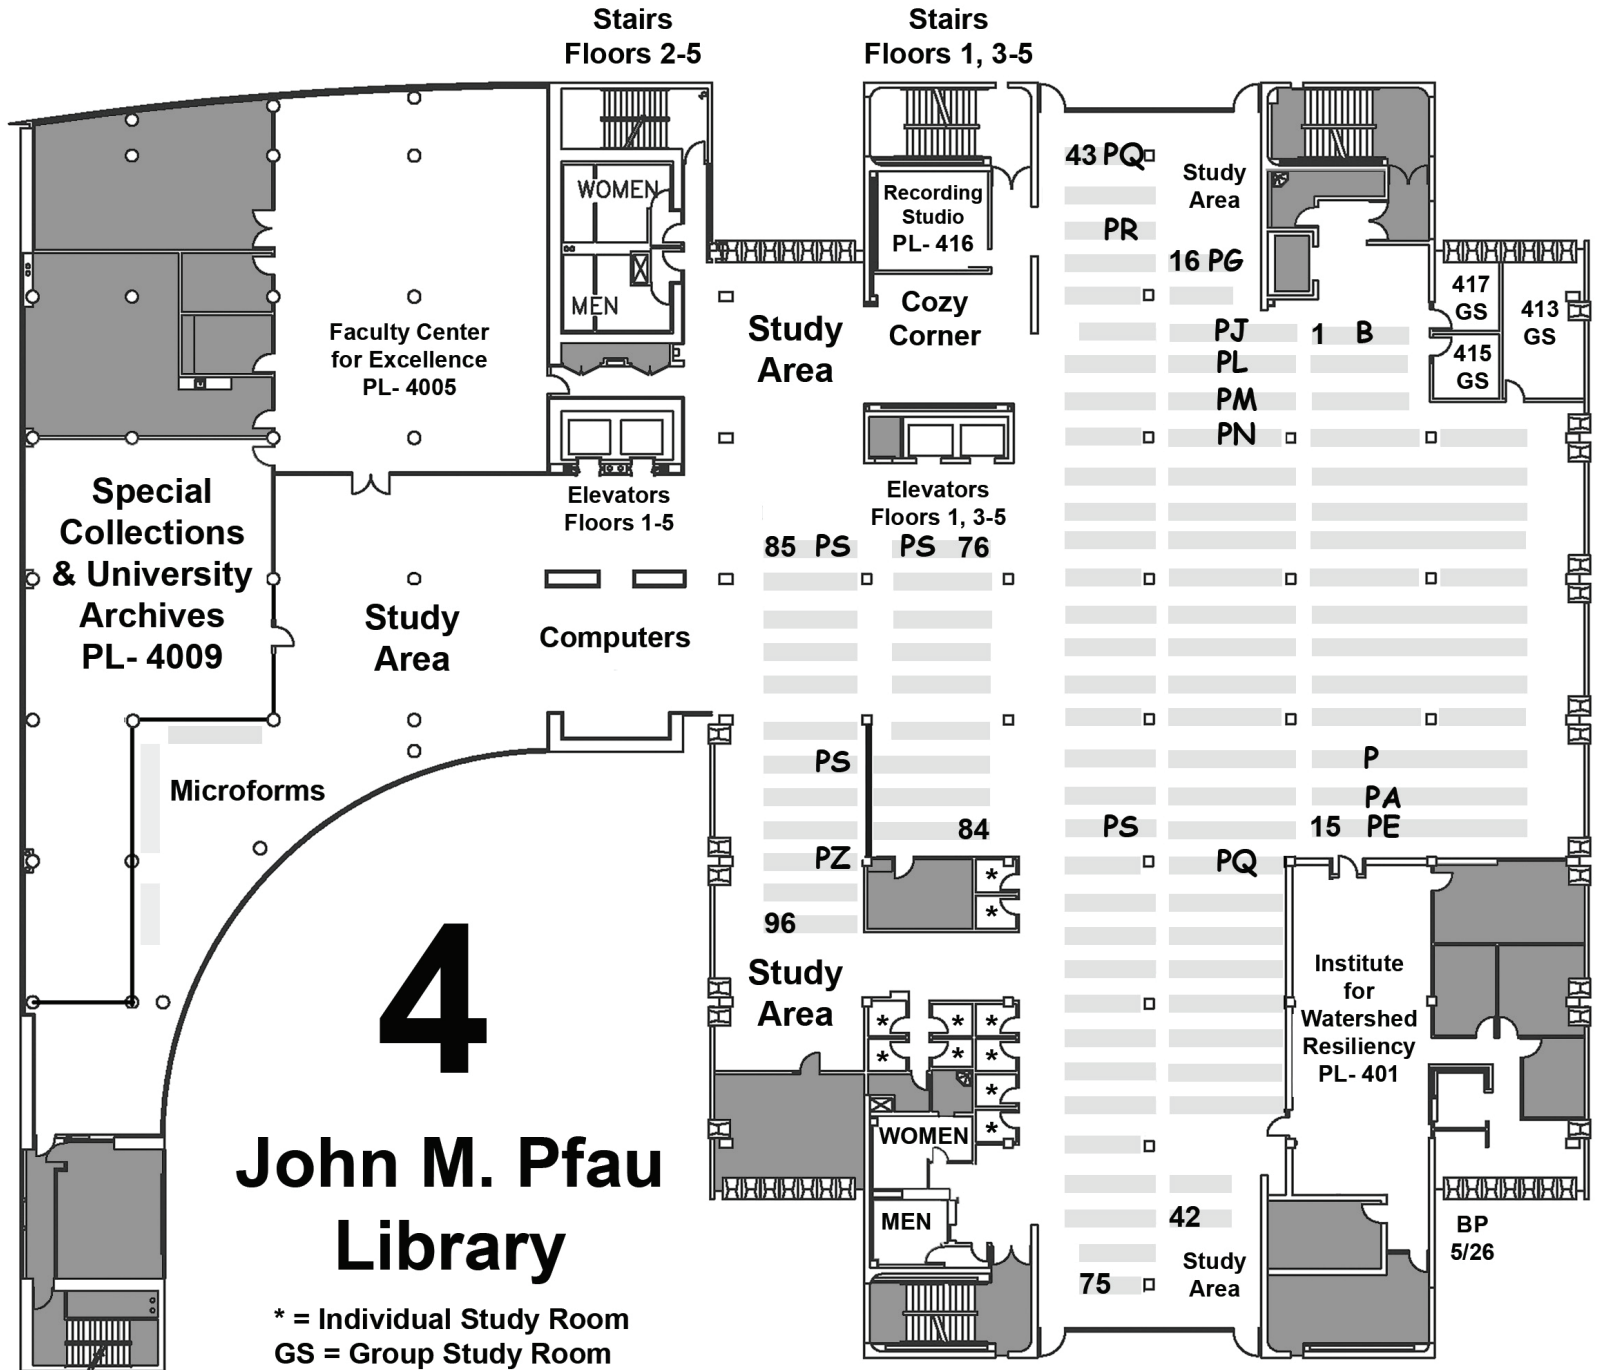 Stairs
Floors 2-5
Stairs
Floors 1, 3-5
43 PQ
Study
Area
WOMEN
Recording
Studio
PL- 416
PR
16 PG
MEN
Cozy
Corner
417
GS
413
GS
Faculty Center
for Excellence
PL- 4005
Study
Area
PJ
1 B
PL
415
GS
PM
PN
Special
Collections
& University
Archives
PL- 4009
Elevators
Floors 1-5
Elevators
Floors 1, 3-5
85 PS
PS 76
Study
Area
Computers
Microforms
PS
P
PA
84
PS
15 PE
PZ
PQ
*
*
96
4
Study
Area
Institute
for
Watershed
Resiliency
PL- 401
* * *
* * *
*
*
WOMEN
John M. Pfau
Library
MEN
42
BP
5/26
Study
Area
75
* = Individual Study Room
GS = Group Study Room